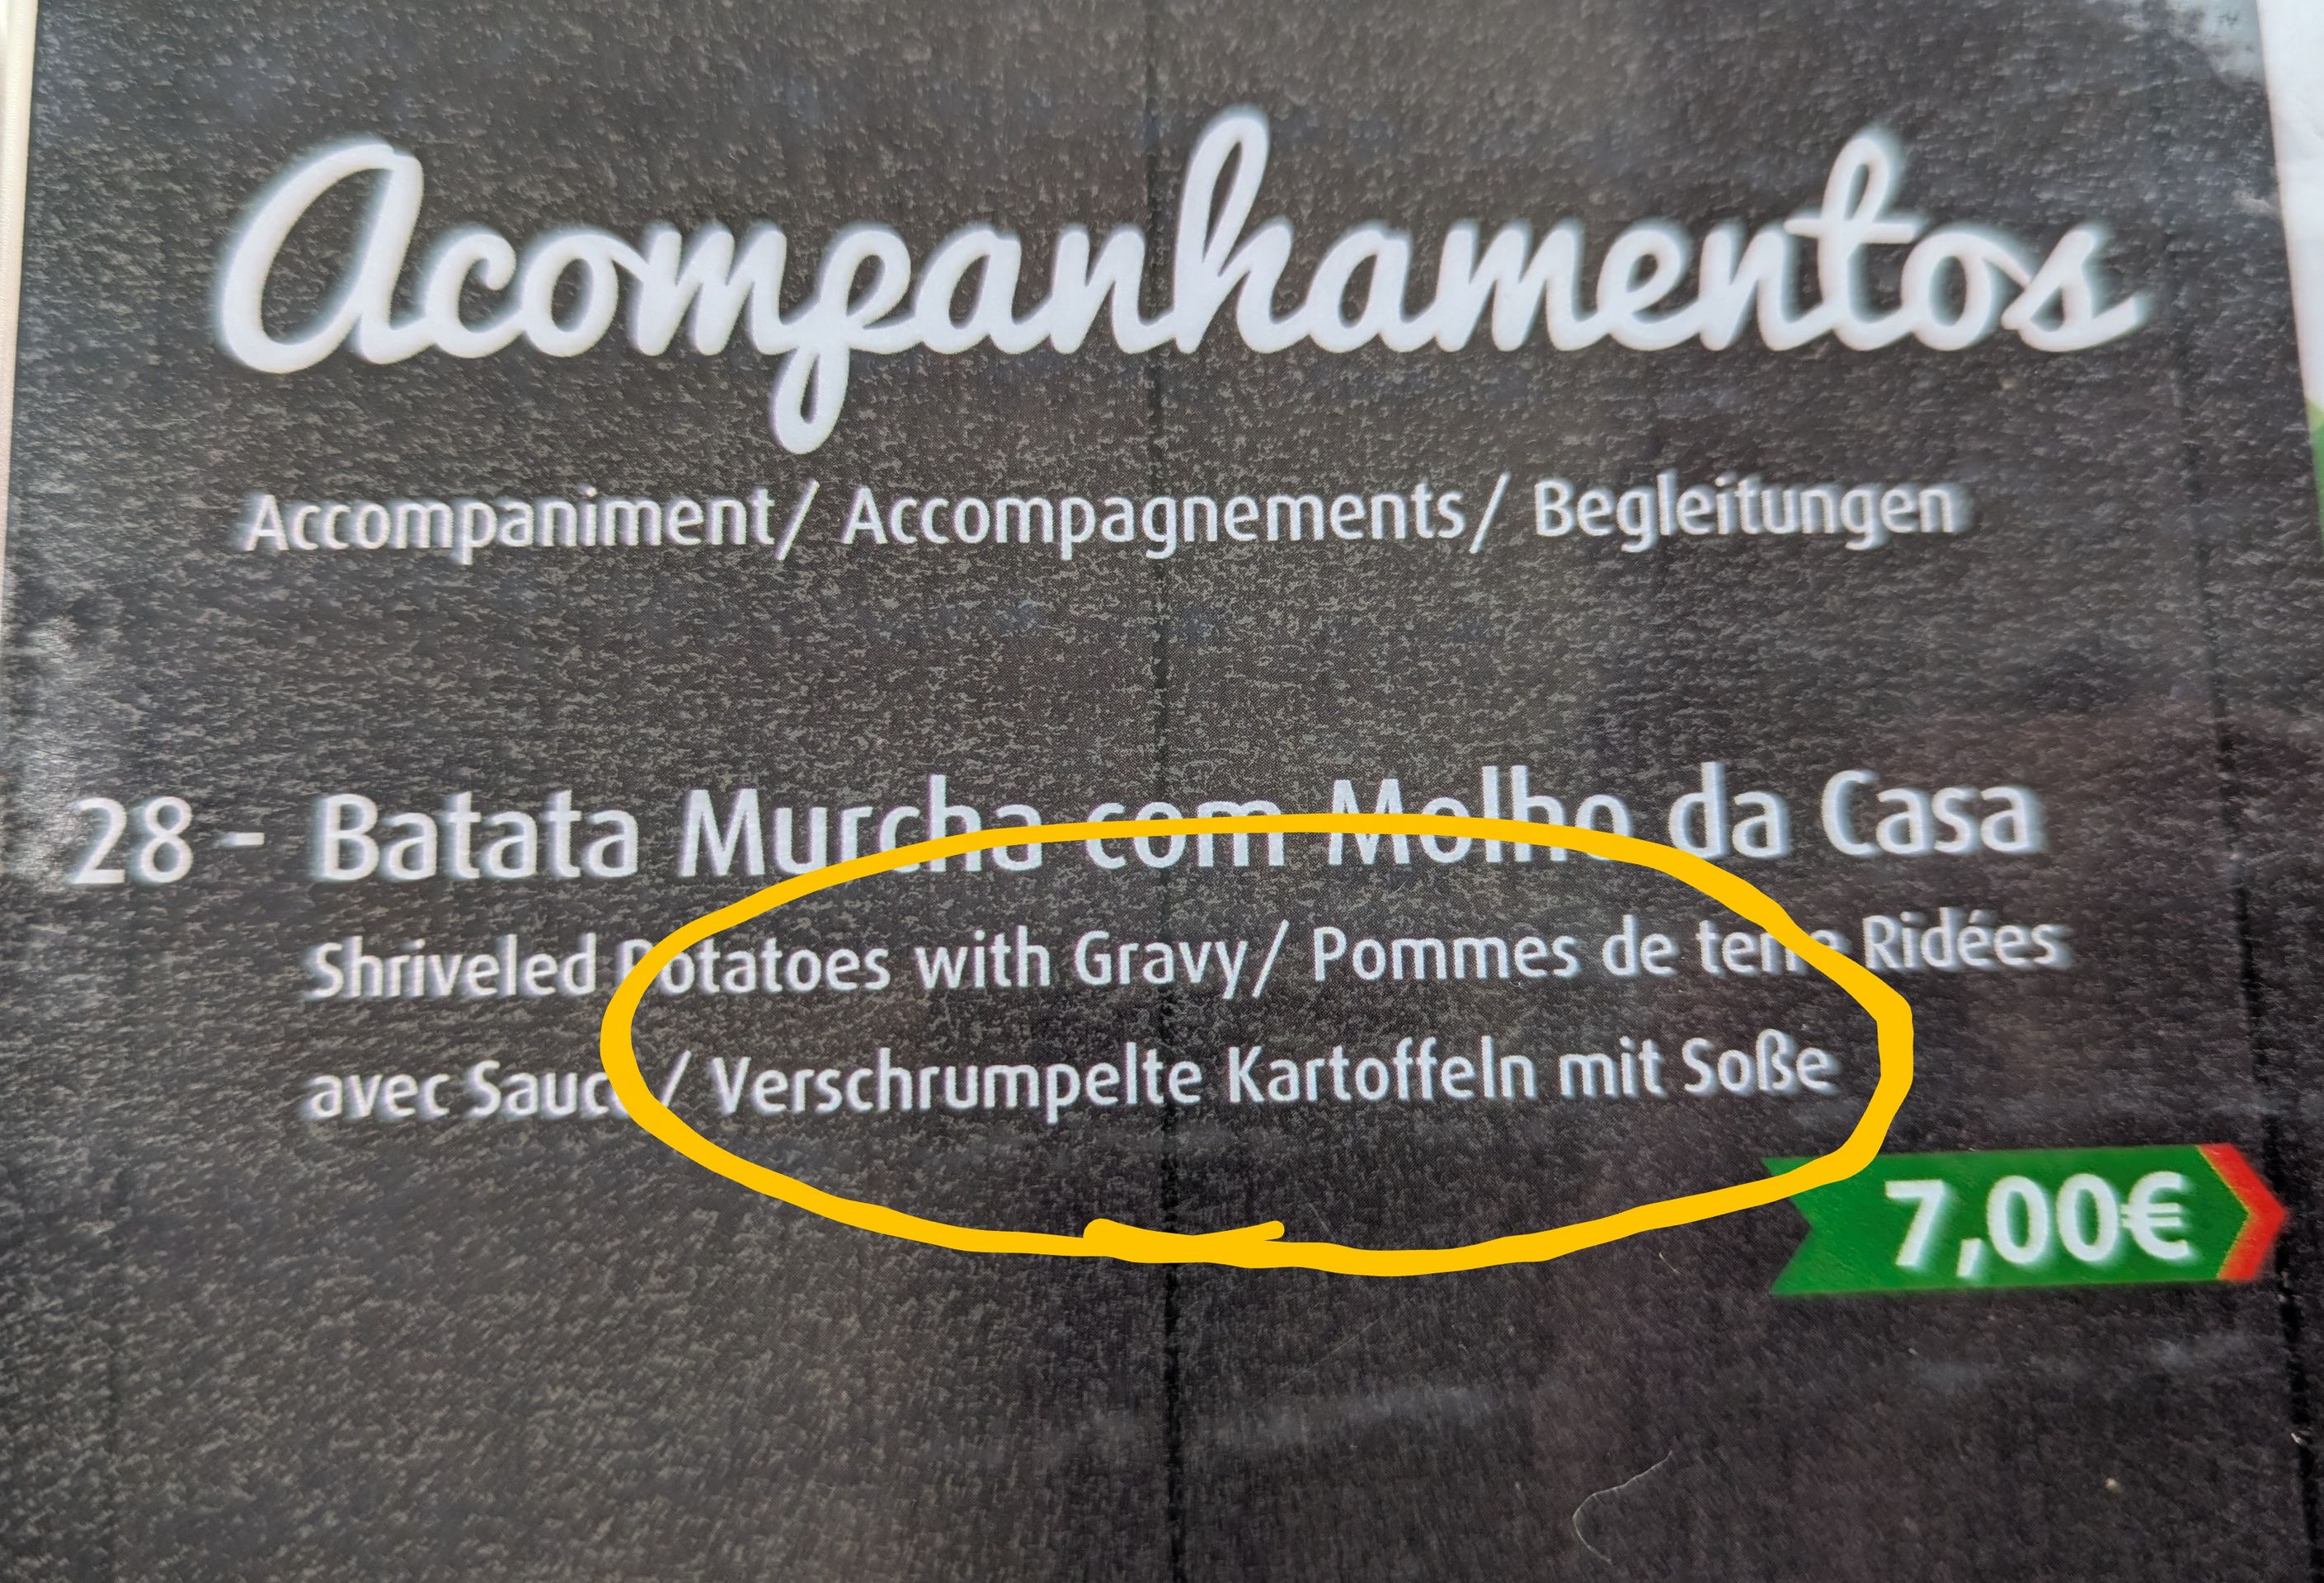 Acompanhamentos
Accompaniment/ Accompagnements/ Begleitungen
28 - Batata Murcha com Molho da Casa
Shriveled Potatoes with Gravy/ Pommes de terre Ridées
avec Sauce/ Verschrumpelte Kartoffeln mit Soße
7,00€